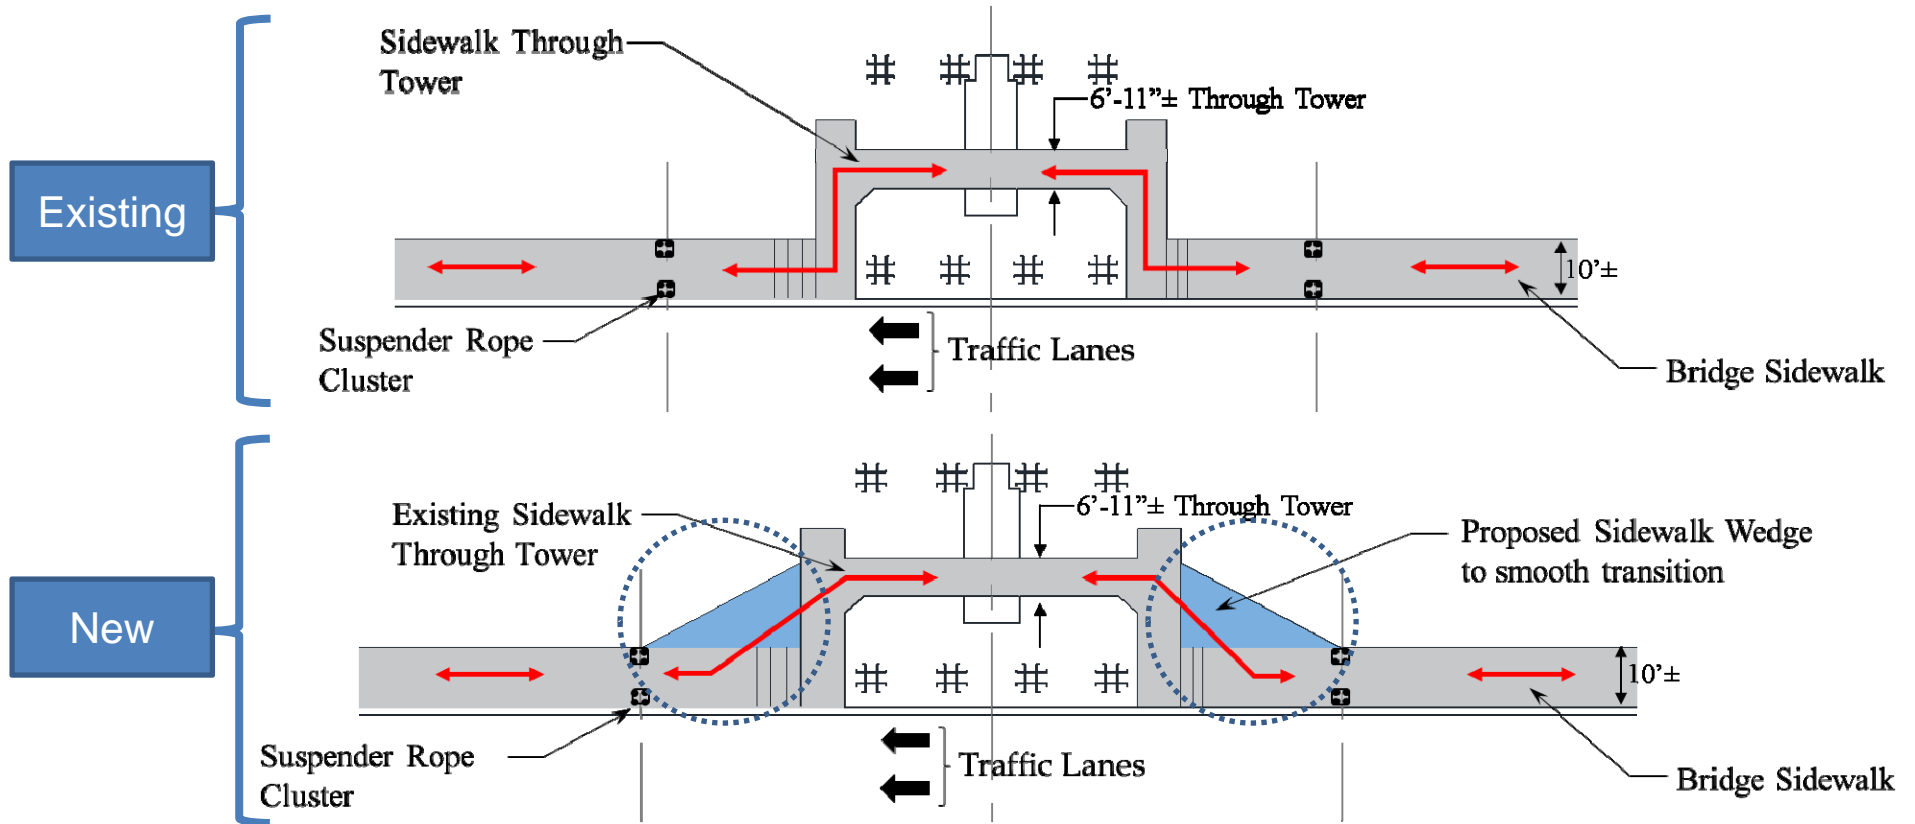 Existing
Sidewalk Through
Tower
6’-11”± Through Tower
10’±
Suspender Rope
Cluster
Traffic Lanes
Bridge Sidewalk
New
Existing Sidewalk
Through Tower
6’-11”± Through Tower
Proposed Sidewalk Wedge
to smooth transition
10’±
Suspender Rope
Cluster
Traffic Lanes
Bridge Sidewalk